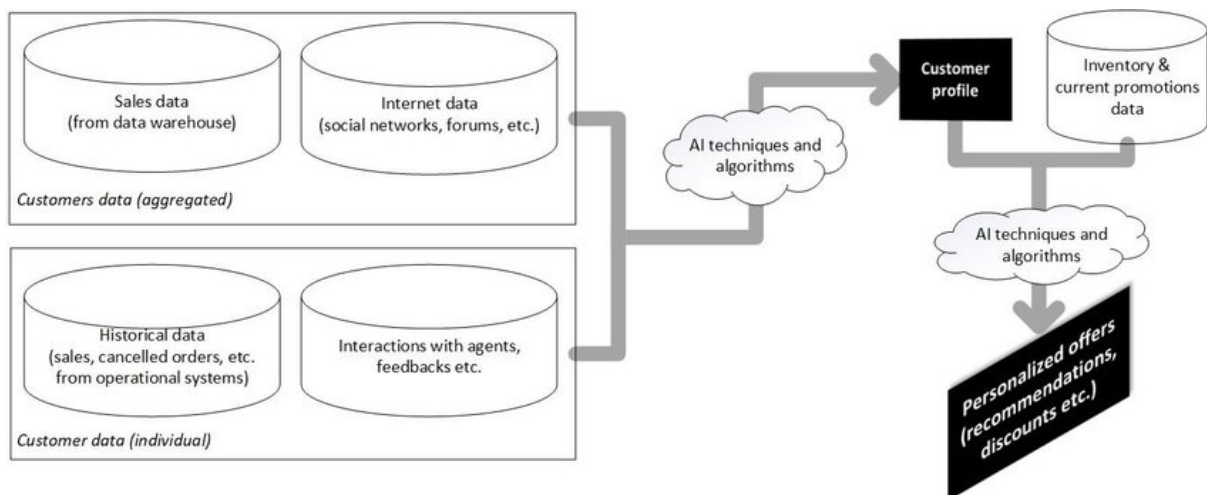 Sales data
(from data warehouse)
Internet data
(social networks, forums, etc.)
Customers data (aggregated)
Historical data
(sales, cancelled orders, etc.
from operational systems)
Interactions with agents,
feedbacks etc.
Customer data (individual)
AI techniques and
algorithms
Customer
profile
Inventory &
current promotions
data
AI techniques and
algorithms
Personalized offers
(recommendations,
discounts etc.)